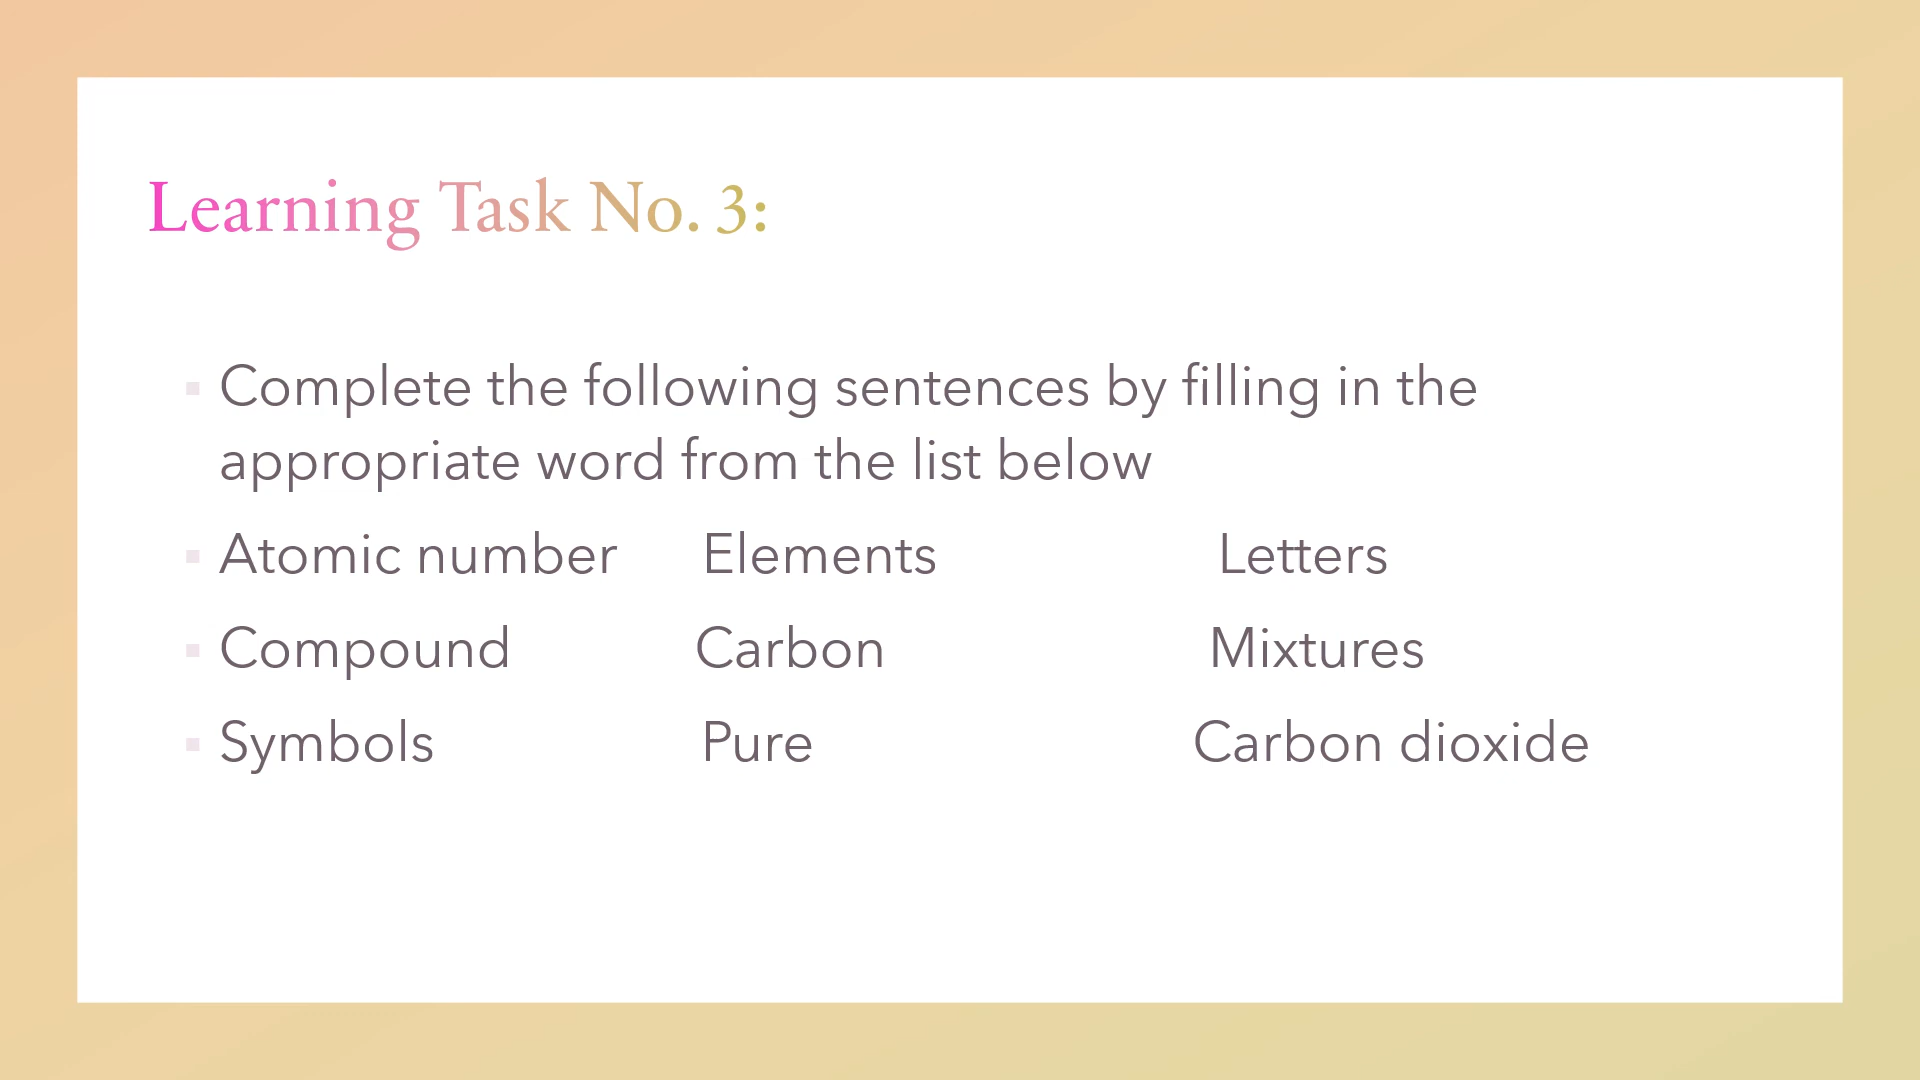 Learning Task No. 3:
Complete the following sentences by filling in the
appropriate word from the list below
Atomic number Elements Letters
Compound Carbon Mixtures
Symbols Pure Carbon dioxide